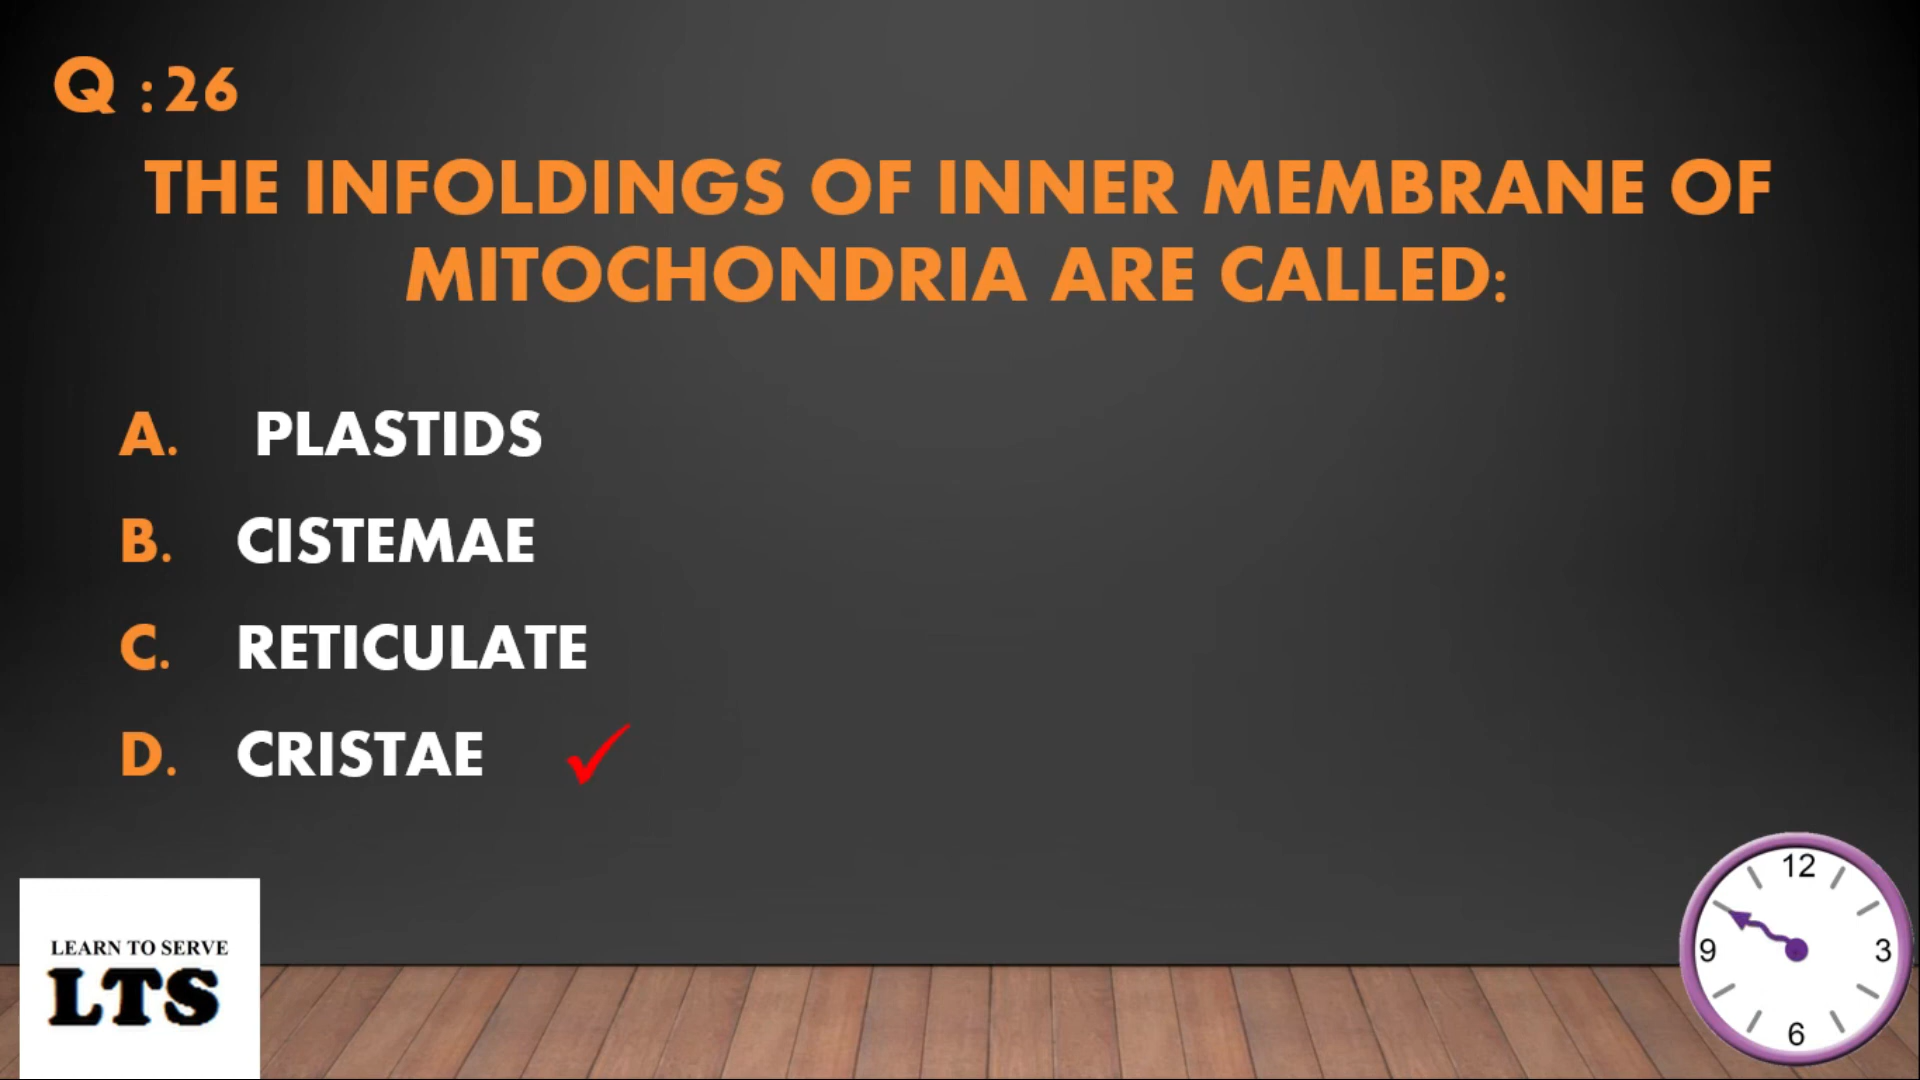 Q :26
THE INFOLDINGS OF INNER MEMBRANE OF
MITOCHONDRIA ARE CALLED:
A. PLASTIDS
B. CISTEMAE
C. RETICULATE
D. CRISTAE
LEARN TO SERVE
LTS
12
9
3
6